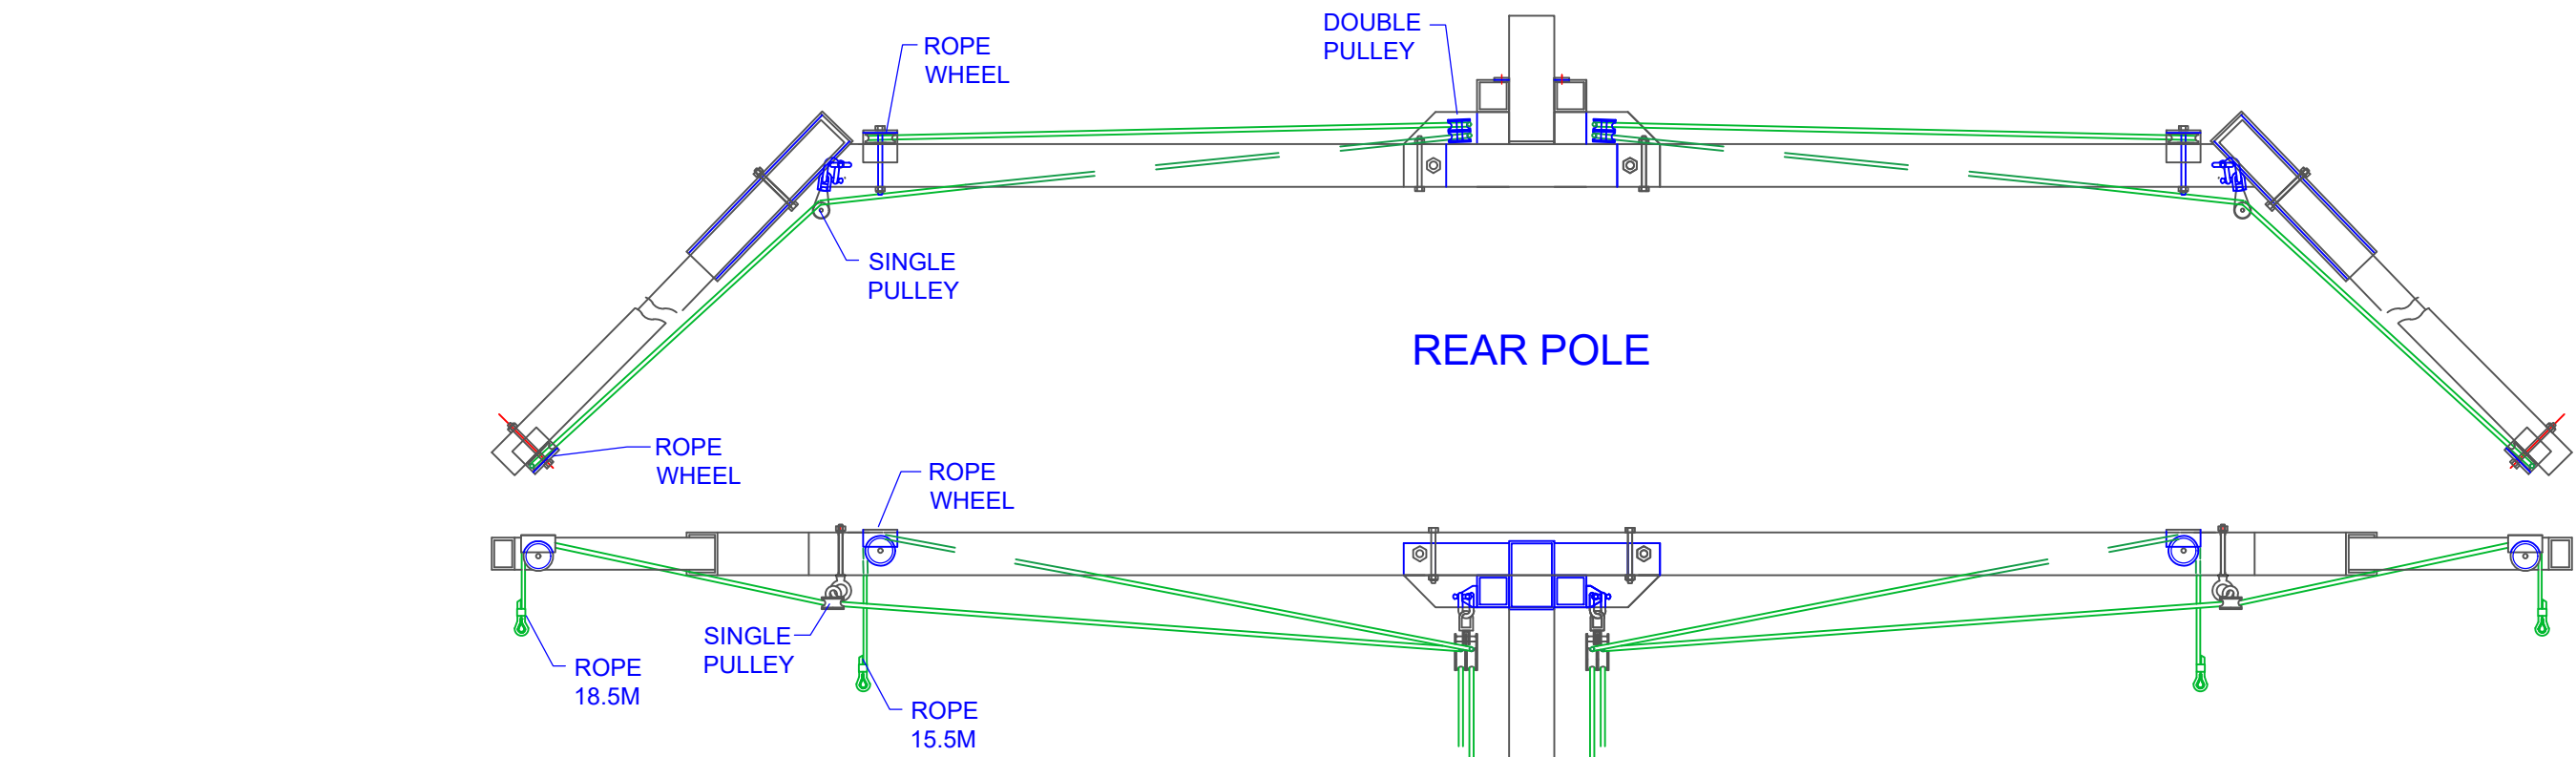 DOUBLE
PULLEY
ROPE
WHEEL
SINGLE
PULLEY
REAR POLE
ROPE
WHEEL
ROPE
WHEEL
SINGLE
PULLEY
ROPE
18.5M
ROPE
15.5M